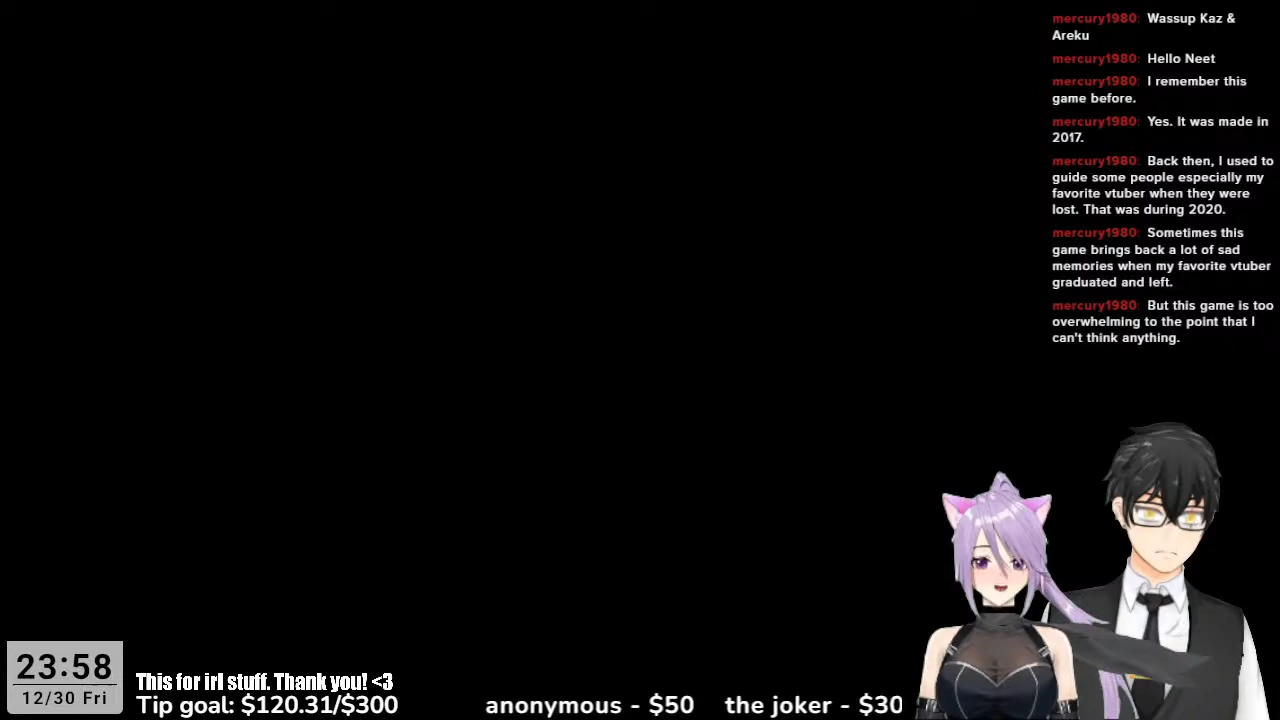 mercury1980: Wassup Kaz &
Areku
mercury1980: Hello Neet
mercury1980: I remember this
game before.
mercury1980: Yes. It was made in
2017.
mercury1980: Back then, I used to
guide some people especially my
favorite vtuber when they were
lost. That was during 2020.
mercury1980: Sometimes this
game brings back a lot of sad
memories when my favorite vtuber
graduated and left.
mercury1980: But this game is too
overwhelming to the point that I
can't think anything.
23:58
12/30 Fri
This for irl stuff. Thank you! <3
Tip goal: $120.31/$300
anonymous - $50 the joker - $30